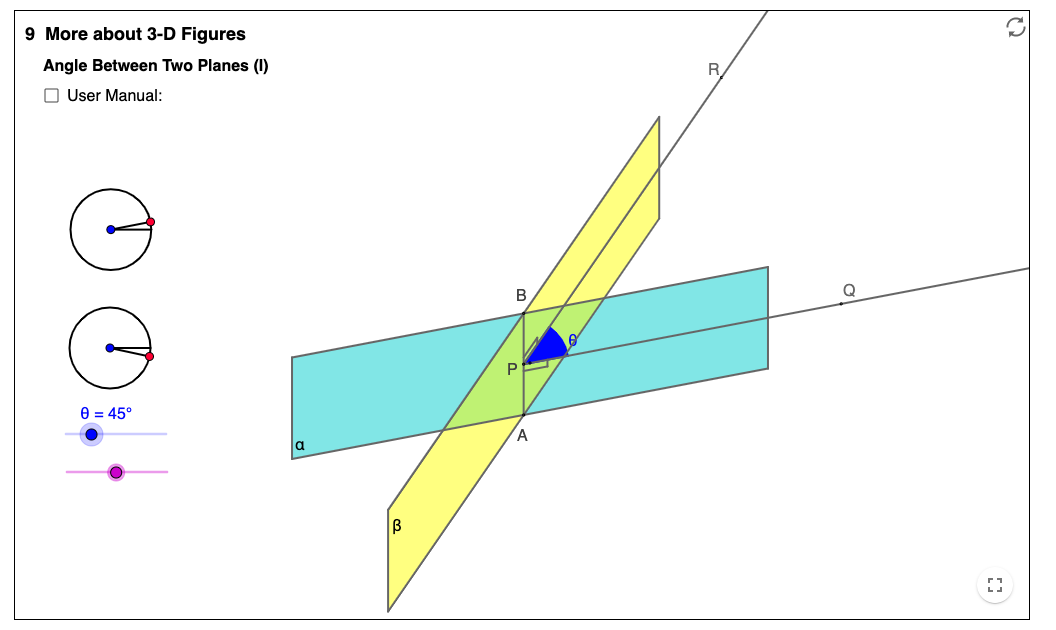 9 More about 3-D Figures
Angle Between Two Planes (I)
User Manual:
R
B
Q
θ
P
θ = 45°
A
α
β